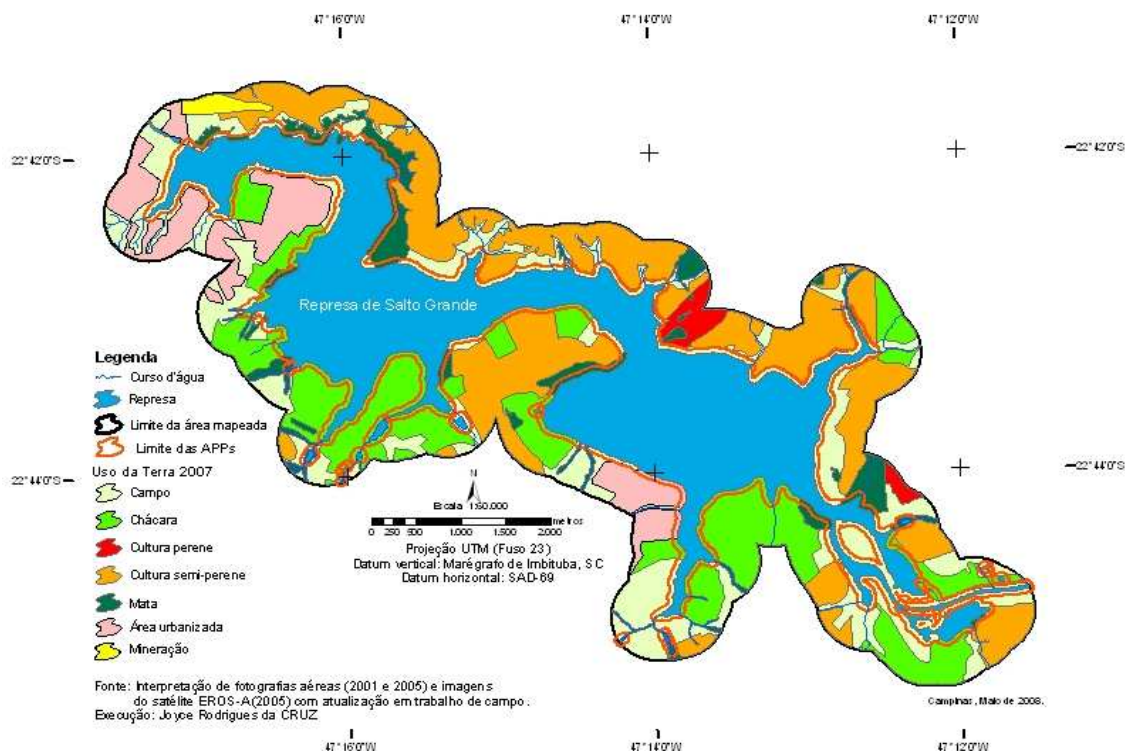 47°16'0"W 47°14'0"W 47°12'0"W
22°42'0"S 22°42'0"S
Represa de Salto Grande
Legenda
Curso d'água
Represa
Limite da área mapeada
Limite das APPs
Uso da Terra 2007
Campo
Chácara
Cultura perene
Cultura semi-perene
Mata
Área urbanizada
Mineração
22°44'0"S 22°44'0"S
N
Escala
0 250 500 1.000 1.500 2.000 metros
Projeção UTM (Fuso 23)
Datum vertical: Marégrafo de Imbituba, SC
Datum horizontal: SAD-69
Fonte: Interpretação de fotografias aéreas (2001 e 2005) e imagens
do satélite EROS-A(2005) com atualização em trabalho de campo.
Execução: Joyce Rodrigues da CRUZ
Campinas, Maio de 2008.
47°16'0"W 47°14'0"W 47°12'0"W